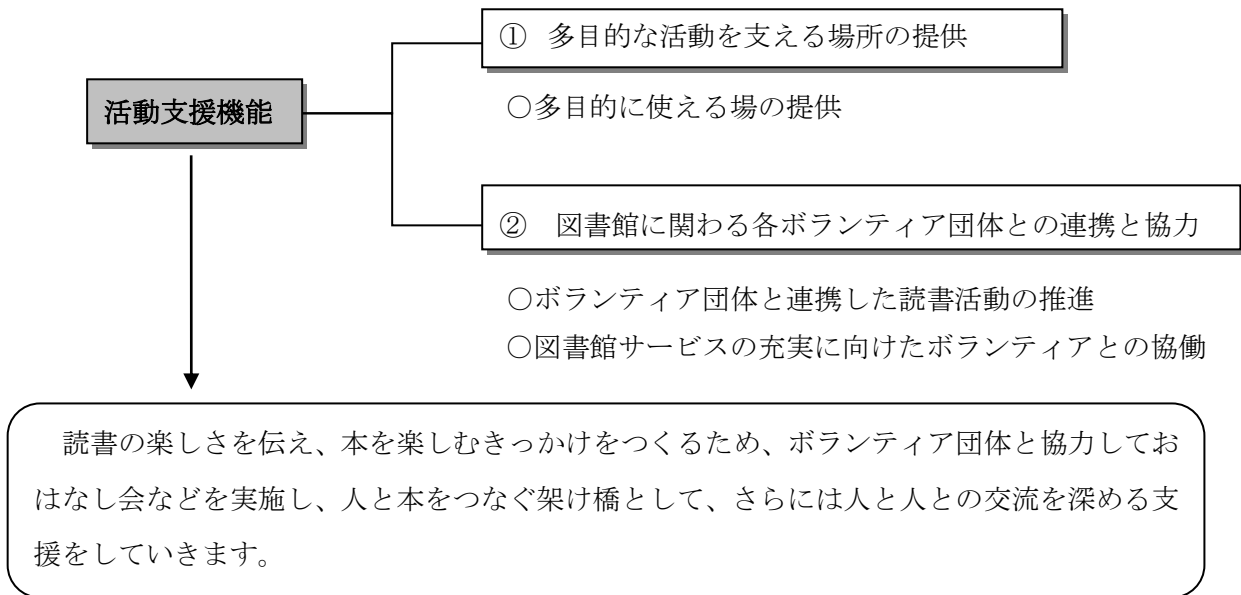 活動支援機能
① 多目的な活動を支える場所の提供
○多目的に使える場の提供
② 図書館に関わる各ボランティア団体との連携と協力
○ボランティア団体と連携した読書活動の推進
○図書館サービスの充実に向けたボランティアとの協働
読書の楽しさを伝え、本を楽しむきっかけをつくるため、ボランティア団体と協力してお
はなし会などを実施し、人と本をつなぐ架け橋として、さらには人と人との交流を深める支
援をしていきます。